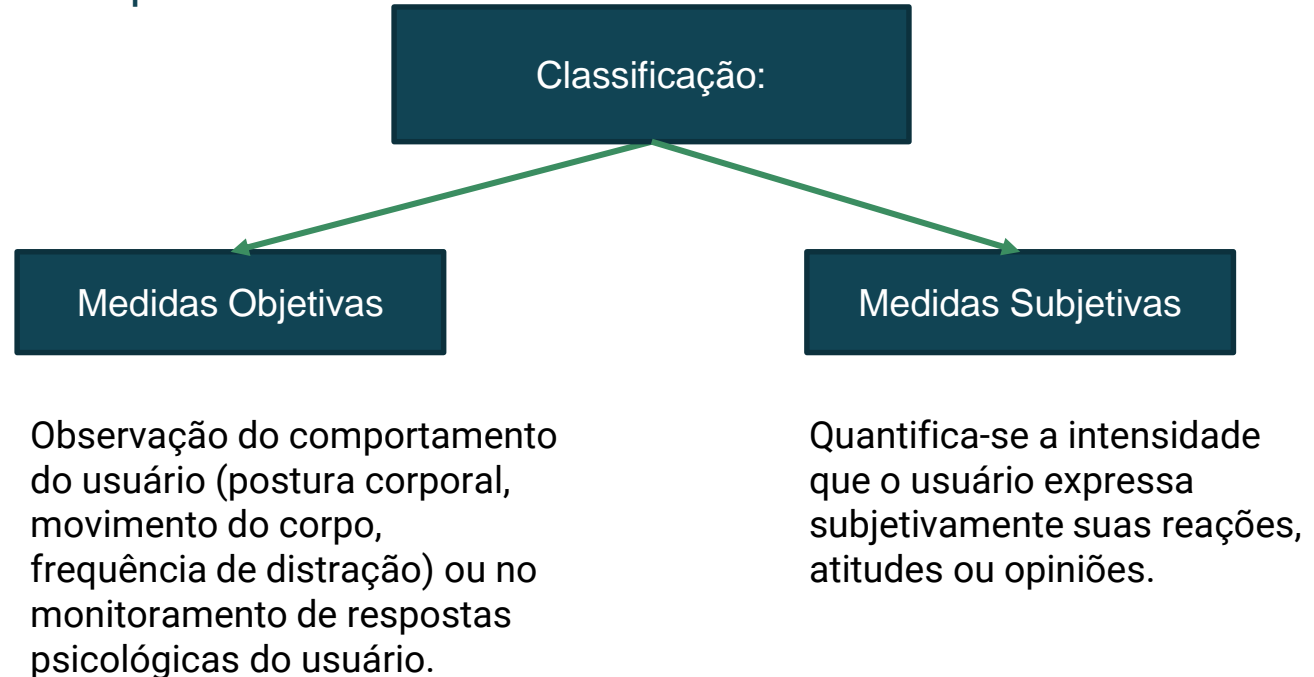 Classificação:
Medidas Objetivas
Medidas Subjetivas
Observação do comportamento
do usuário (postura corporal,
movimento do corpo,
frequência de distração) ou no
monitoramento de respostas
psicológicas do usuário.
Quantifica-se a intensidade
que o usuário expressa
subjetivamente suas reações,
atitudes ou opiniões.